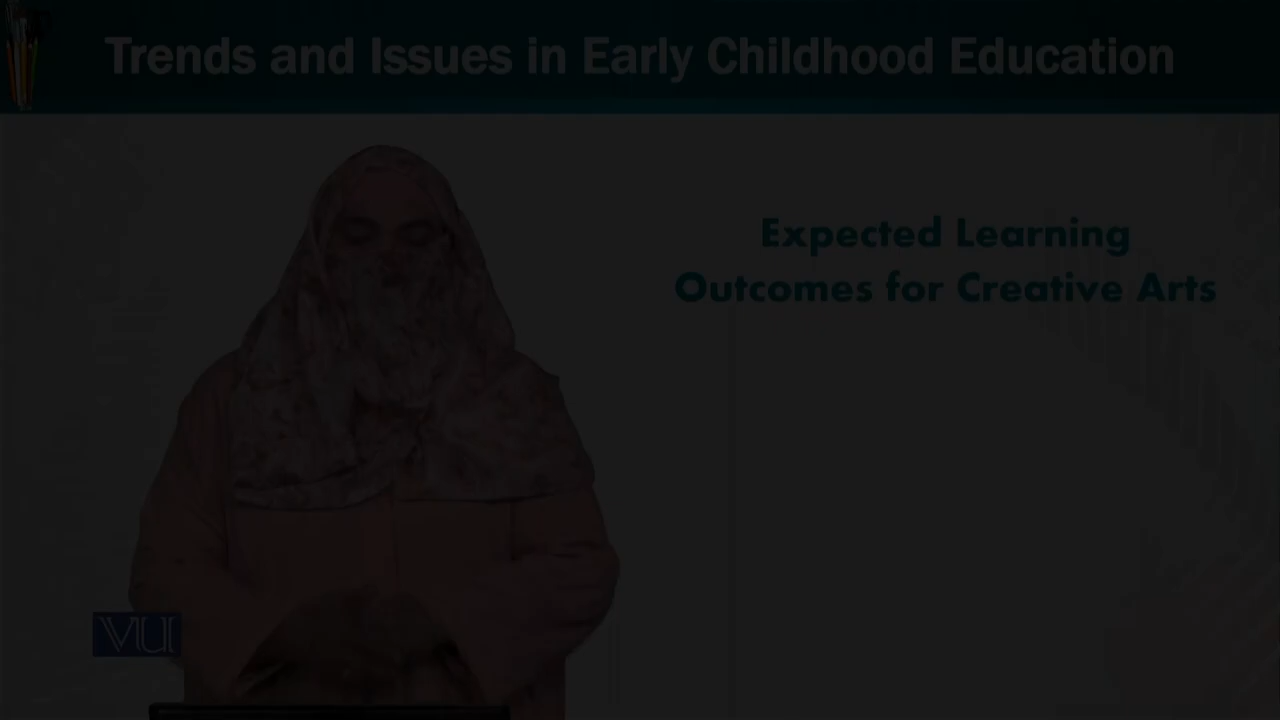 Trends and Issues in Early Childhood Education
Expected Learning
Outcomes for Creative Arts
VU